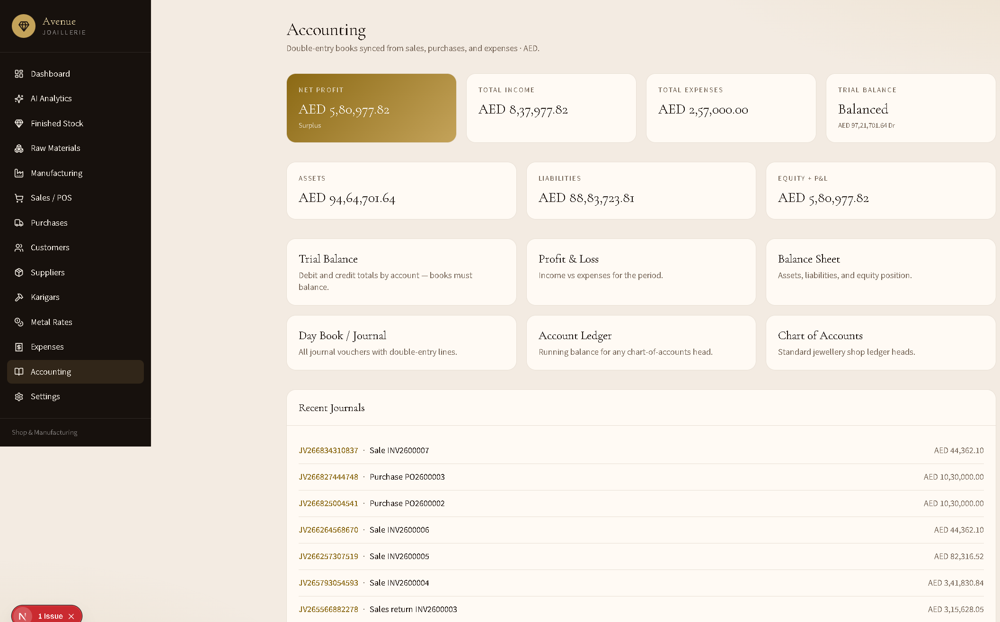 Avenue
JOAILLERIE
Dashboard
AI Analytics
Finished Stock
Raw Materials
Manufacturing
Sales / POS
Purchases
Customers
Suppliers
Karigars
Metal Rates
Expenses
Accounting
Settings
Shop & Manufacturing
N 1 Issue
Accounting
Double-entry books synced from sales, purchases, and expenses · AED.
NET PROFIT
AED 5,80,977.82
Surplus
TOTAL INCOME
AED 8,37,977.82
TOTAL EXPENSES
AED 2,57,000.00
TRIAL BALANCE
Balanced
AED 97,21,701.64 Dr
ASSETS
AED 94,64,701.64
LIABILITIES
AED 88,83,723.81
EQUITY + P&L
AED 5,80,977.82
Trial Balance
Debit and credit totals by account — books must
balance.
Profit & Loss
Income vs expenses for the period.
Balance Sheet
Assets, liabilities, and equity position.
Day Book / Journal
All journal vouchers with double-entry lines.
Account Ledger
Running balance for any chart-of-accounts head.
Chart of Accounts
Standard jewellery shop ledger heads.
Recent Journals
JV266834310837 · Sale INV2600007 AED 44,362.10
JV266827444748 · Purchase PO2600003 AED 10,30,000.00
JV266825004541 · Purchase PO2600002 AED 10,30,000.00
JV266264568670 · Sale INV2600006 AED 44,362.10
JV266257307519 · Sale INV2600005 AED 82,316.52
JV265793054593 · Sale INV2600004 AED 3,41,830.84
JV265566882278 · Sales return INV2600003 AED 3,15,628.05